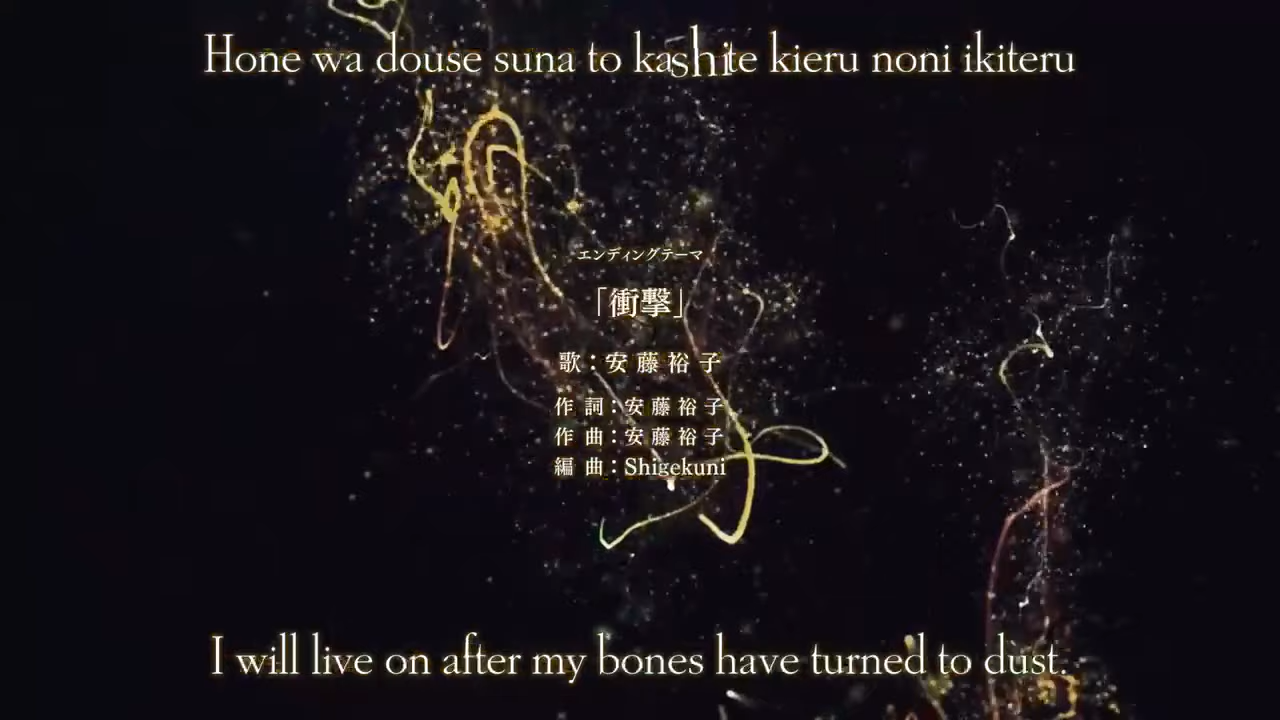 Hone wa douse suna to kashite kieru noni ikiteru
エンディングテーマ
「衝撃」
歌：安藤裕子
作詞：安藤裕子
作曲：安藤裕子
編曲：Shigekuni
I will live on after my bones have turned to dust.